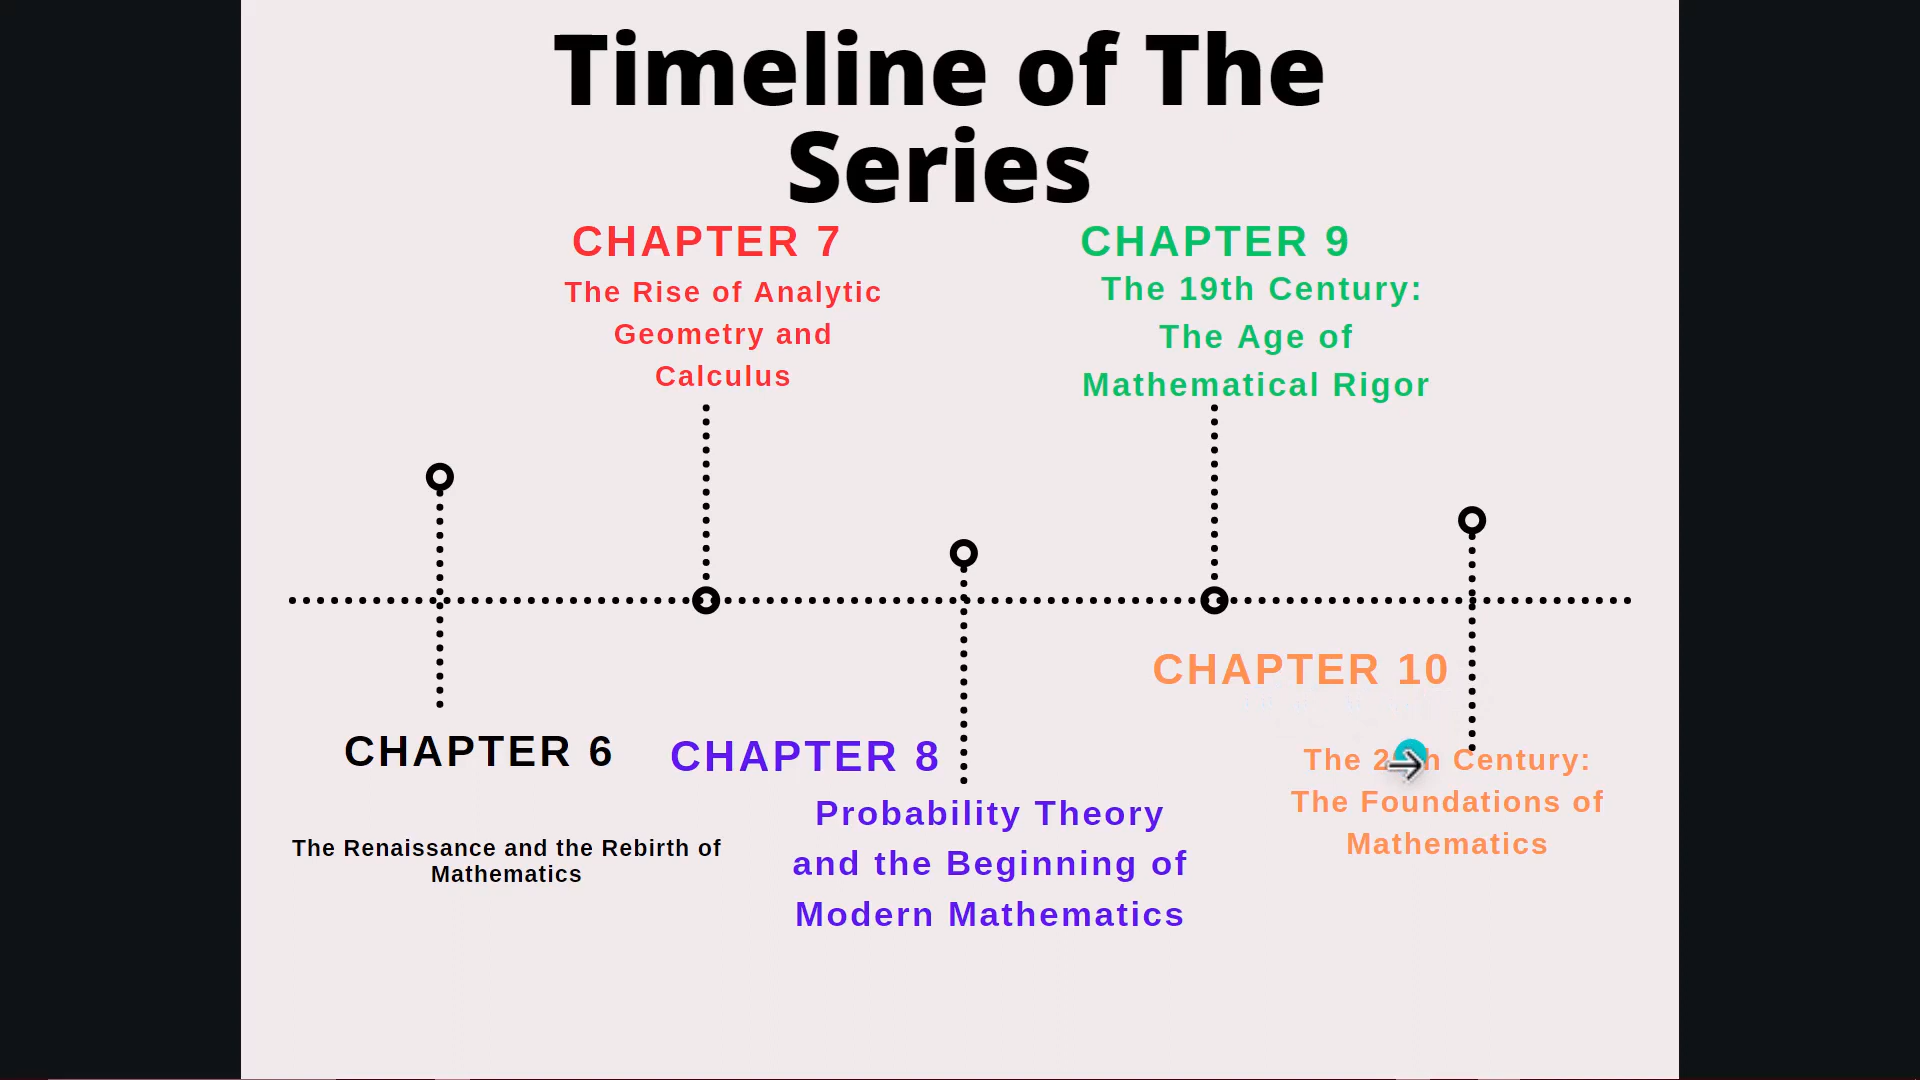 Timeline of The
Series
CHAPTER 7
The Rise of Analytic
Geometry and
Calculus
CHAPTER 9
The 19th Century:
The Age of
Mathematical Rigor
CHAPTER 6
The Renaissance and the Rebirth of
Mathematics
CHAPTER 8
Probability Theory
and the Beginning of
Modern Mathematics
CHAPTER 10
The Century:
The Foundations of
Mathematics